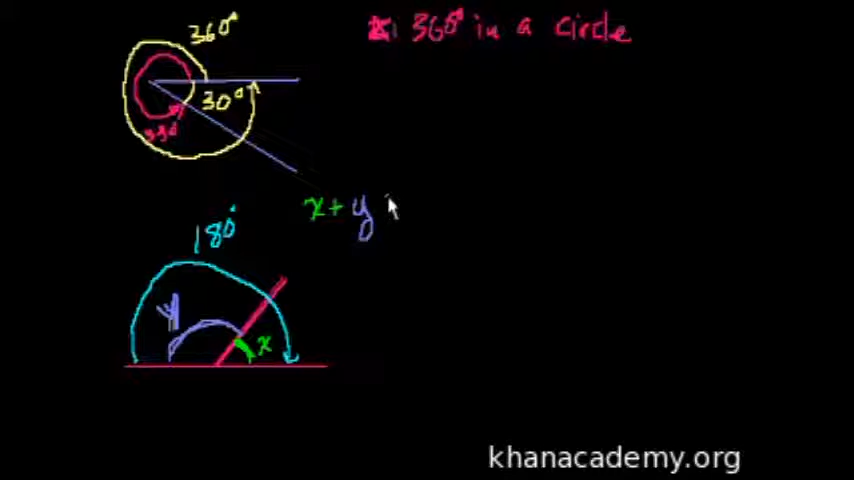 360° in a circle
360°
30°
330
x + y
180°
y
x
khanacademy.org